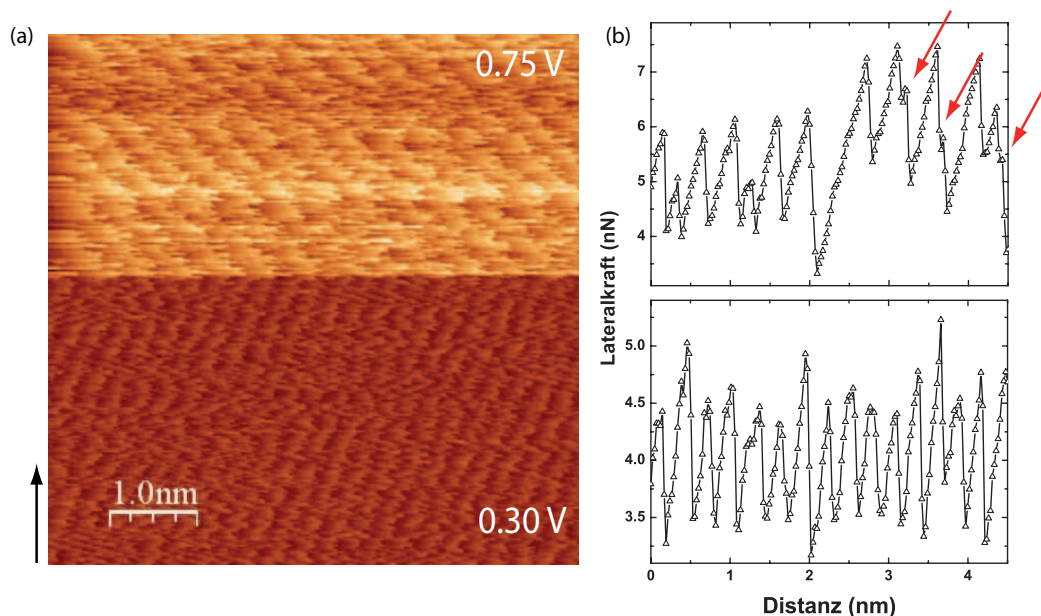 (a)
0.75 V
1.0nm
0.30 V
(b)
7
6
5
4
Lateralkraft (nN)
5.0
4.5
4.0
3.5
0 1 2 3 4
Distanz (nm)